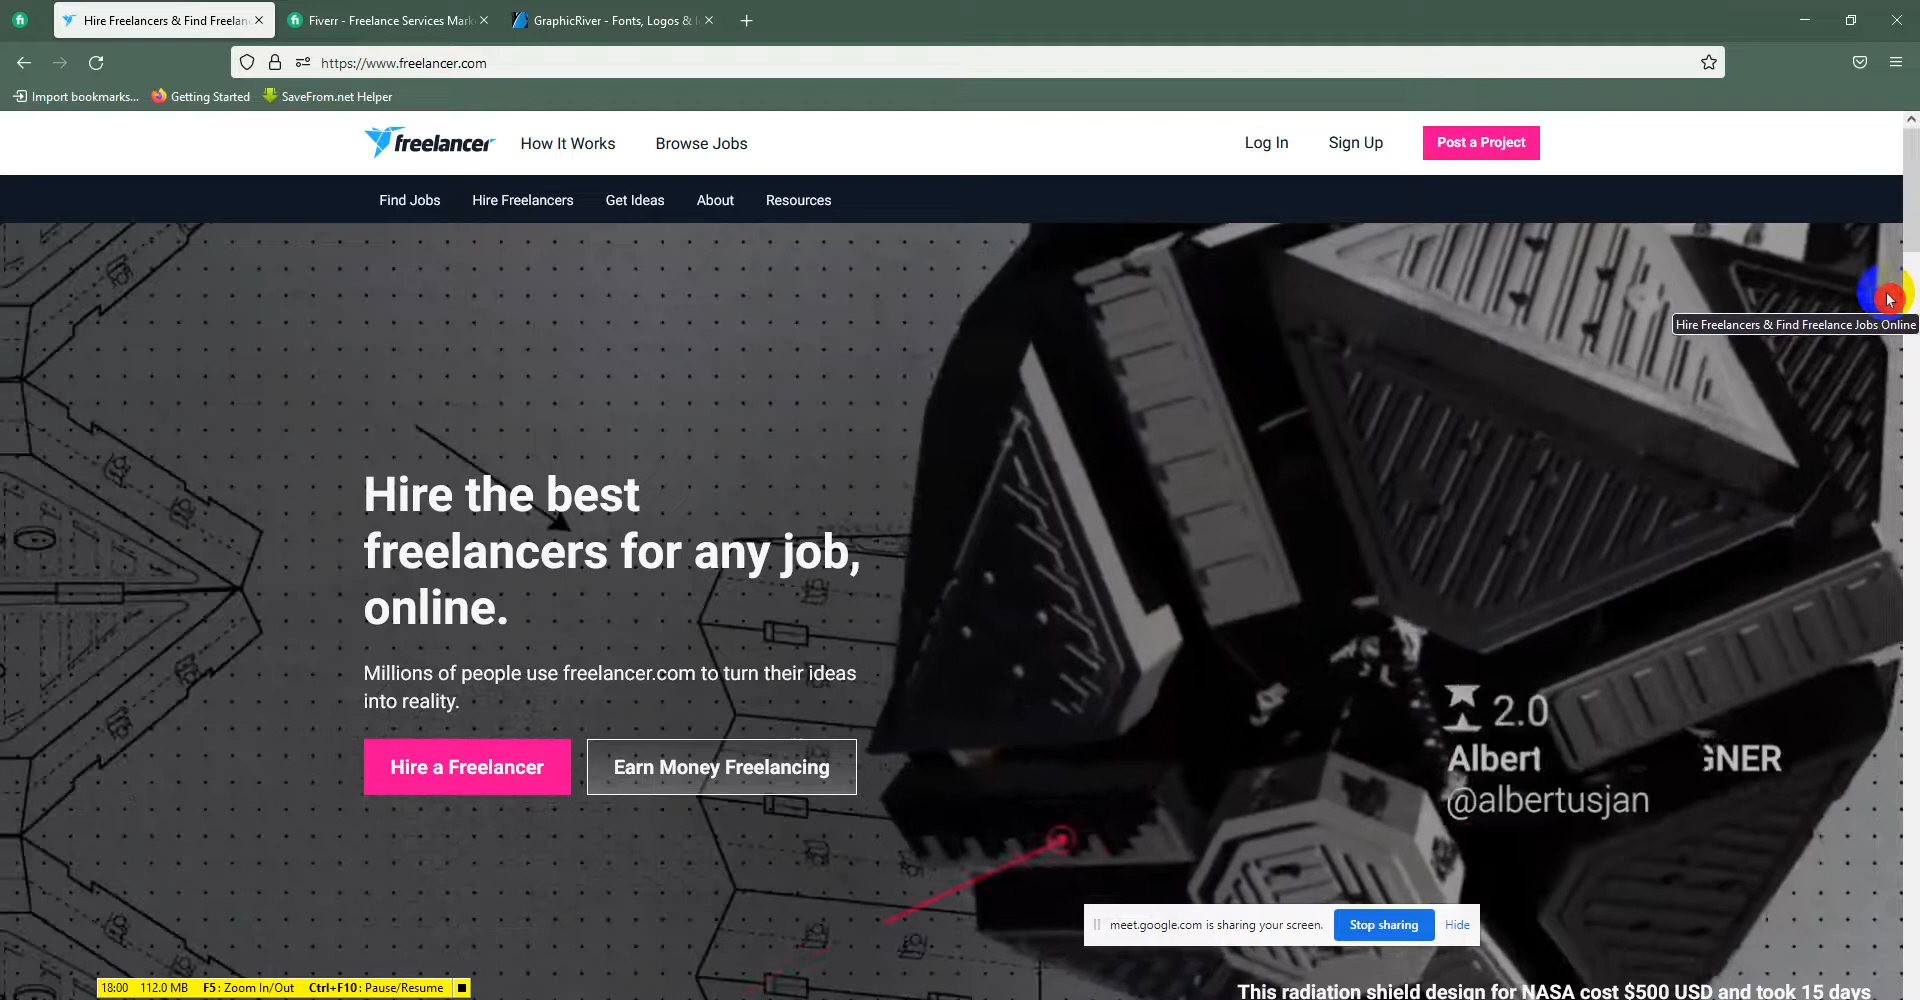 Hire Freelancers & Find Freelan
Fiverr - Freelance Services Mark
GraphicRiver - Fonts, Logos &
https://www.freelancer.com
Import bookmarks...
Getting Started
SaveFrom.net Helper
freelancer
How It Works
Browse Jobs
Log In
Sign Up
Post a Project
Find Jobs
Hire Freelancers
Get Ideas
About
Resources
Hire Freelancers & Find Freelance Jobs Online
Hire the best
freelancers for any job,
online.
Millions of people use freelancer.com to turn their ideas
into reality.
Hire a Freelancer
Earn Money Freelancing
2.0
Albert
GNER
@albertusjan
meet.google.com is sharing your screen.
Stop sharing
Hide
18:00 112.0 MB F5: Zoom In/Out Ctrl+F10: Pause/Resume
This radiation shield design for NASA cost $500 USD and took 15 days